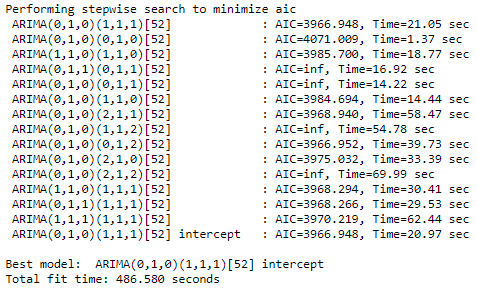 Performing stepwise search to minimize aic
ARIMA(0,1,0)(1,1,1)[52]             : AIC=3966.948, Time=21.05 sec
ARIMA(0,1,0)(0,1,0)[52]             : AIC=4071.009, Time=1.37 sec
ARIMA(1,1,0)(1,1,0)[52]             : AIC=3985.700, Time=18.77 sec
ARIMA(0,1,1)(0,1,1)[52]             : AIC=inf, Time=16.92 sec
ARIMA(0,1,0)(0,1,1)[52]             : AIC=inf, Time=14.22 sec
ARIMA(0,1,0)(1,1,0)[52]             : AIC=3984.694, Time=14.44 sec
ARIMA(0,1,0)(2,1,1)[52]             : AIC=3968.940, Time=58.47 sec
ARIMA(0,1,0)(1,1,2)[52]             : AIC=inf, Time=54.78 sec
ARIMA(0,1,0)(0,1,2)[52]             : AIC=3966.952, Time=39.73 sec
ARIMA(0,1,0)(2,1,0)[52]             : AIC=3975.032, Time=33.39 sec
ARIMA(0,1,0)(2,1,2)[52]             : AIC=inf, Time=69.99 sec
ARIMA(1,1,0)(1,1,1)[52]             : AIC=3968.294, Time=30.41 sec
ARIMA(0,1,1)(1,1,1)[52]             : AIC=3968.266, Time=29.53 sec
ARIMA(1,1,1)(1,1,1)[52]             : AIC=3970.219, Time=62.44 sec
ARIMA(0,1,0)(1,1,1)[52] intercept   : AIC=3966.948, Time=20.97 sec
Best model:  ARIMA(0,1,0)(1,1,1)[52] intercept
Total fit time: 486.580 seconds